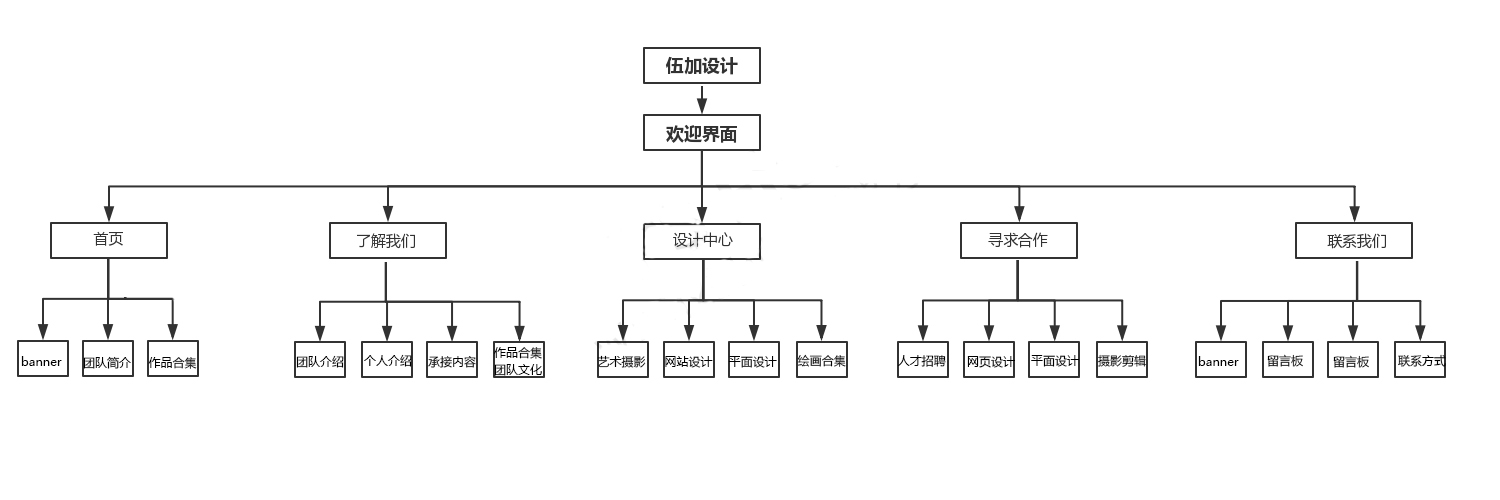 伍加设计
欢迎界面
首页
了解我们
设计中心
寻求合作
联系我们
banner
团队简介
作品合集
团队介绍
个人介绍
承接内容
作品合集
团队文化
艺术摄影
网站设计
平面设计
绘画合集
人才招聘
网页设计
平面设计
摄影剪辑
banner
留言板
留言板
联系方式